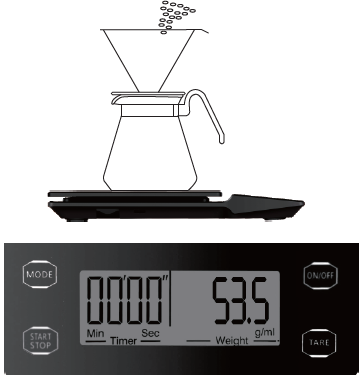 MODE
ON/OFF
00'00"
53.5
START
STOP
Min
Sec
Timer
g/ml
Weight
TARE